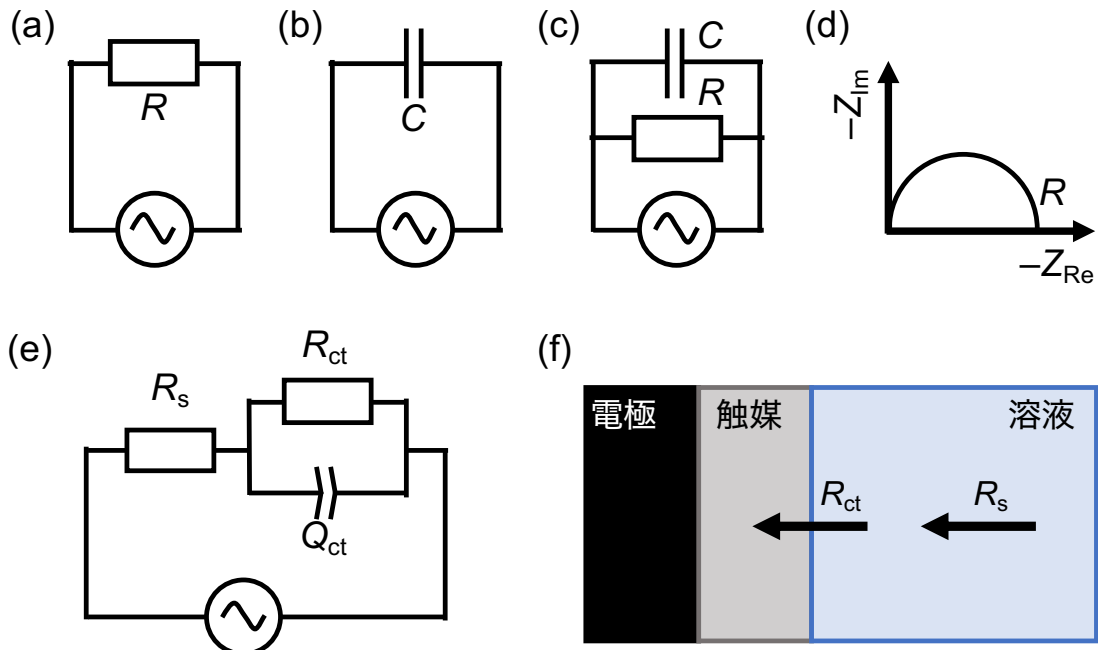 (a)
R
(b)
C
(c)
C
R
(d)
–Z_Im
R
–Z_Re
(e)
R_s
R_ct
Q_ct
(f)
電極
触媒
溶液
R_ct
R_s